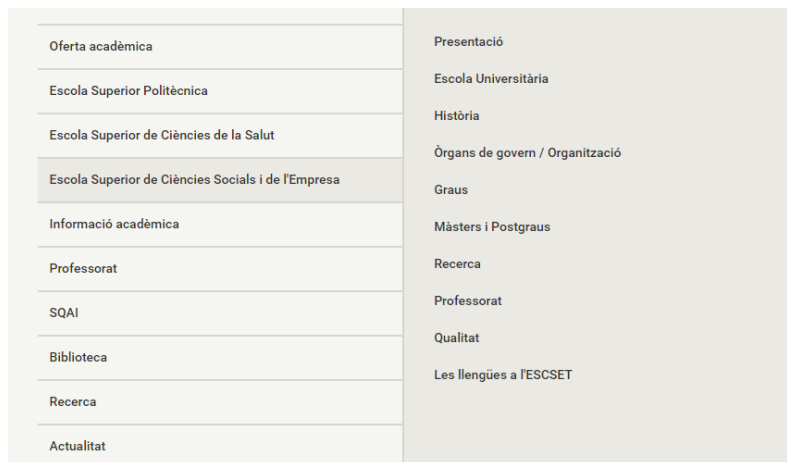 Oferta acadèmica
Escola Superior Politècnica
Escola Superior de Ciències de la Salut
Escola Superior de Ciències Socials i de l'Empresa
Informació acadèmica
Professorat
SQAI
Biblioteca
Recerca
Actualitat
Presentació
Escola Universitària
Història
Òrgans de govern / Organització
Graus
Màsters i Postgraus
Recerca
Professorat
Qualitat
Les llengües a l'ESCSET